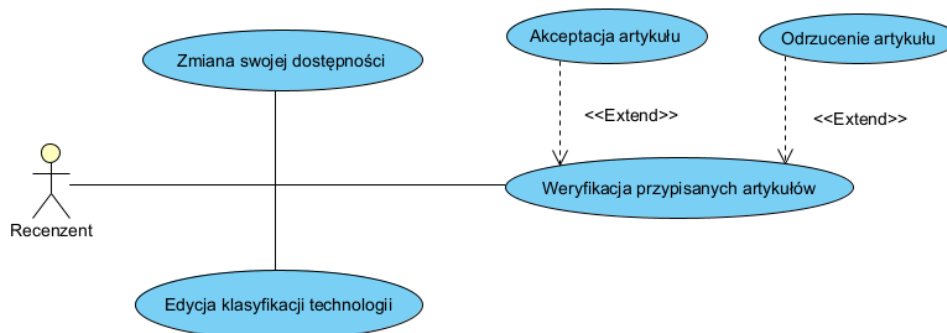 Akceptacja artykułu
Odrzucenie artykułu
Zmiana swojej dostępności
<<Extend>>
<<Extend>>
Weryfikacja przypisanych artykułów
Recenzent
Edycja klasyfikacji technologii